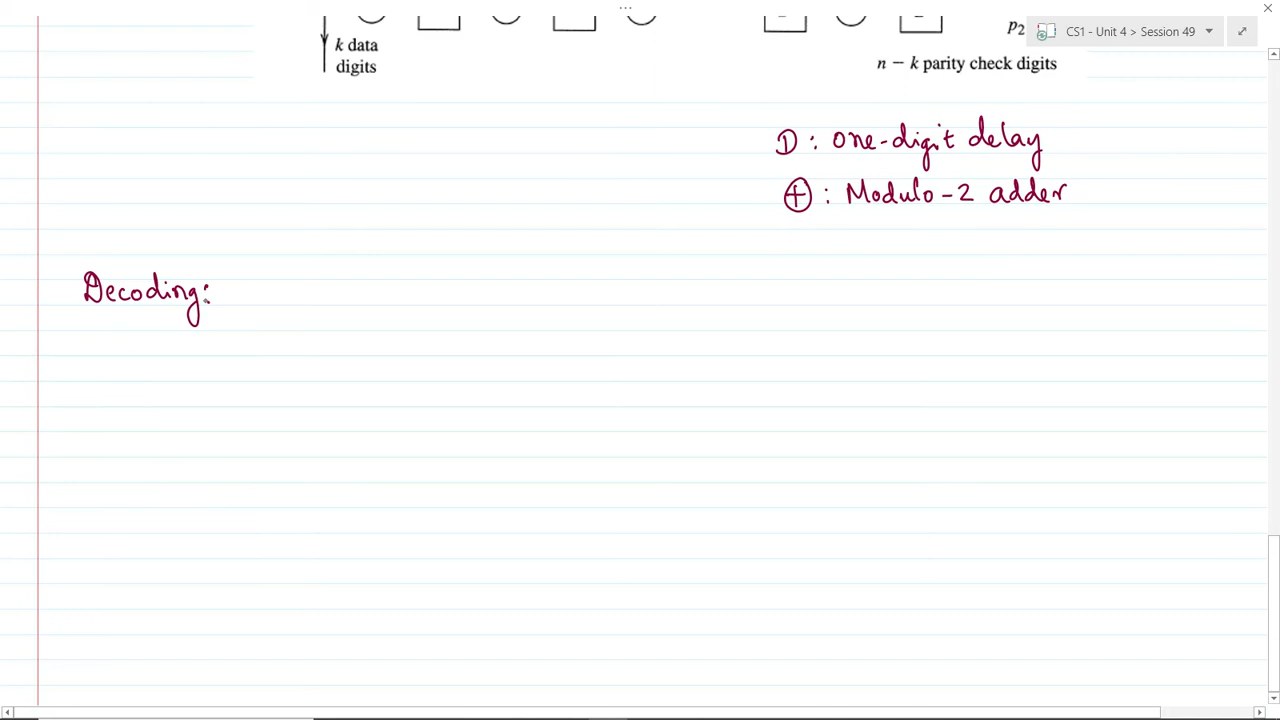 CS1 - Unit 4 > Session 49
p2
k data
digits
n − k parity check digits
D : one-digit delay
⊕ : Modulo-2 adder
Decoding: